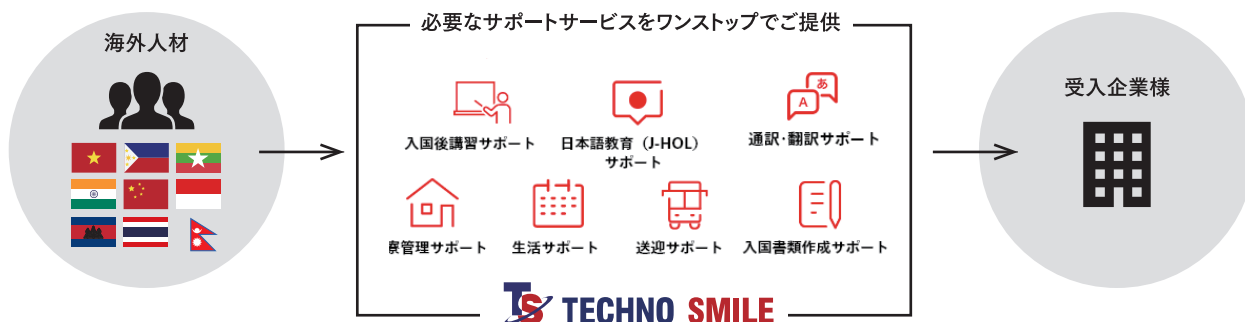 海外人材
必要なサポートサービスをワンストップでご提供
受入企業様
あ
A
入国後講習サポート
日本語教育（J-HOL）
サポート
通訳・翻訳サポート
寮管理サポート
生活サポート
送迎サポート
入国書類作成サポート
TS TECHNO SMILE